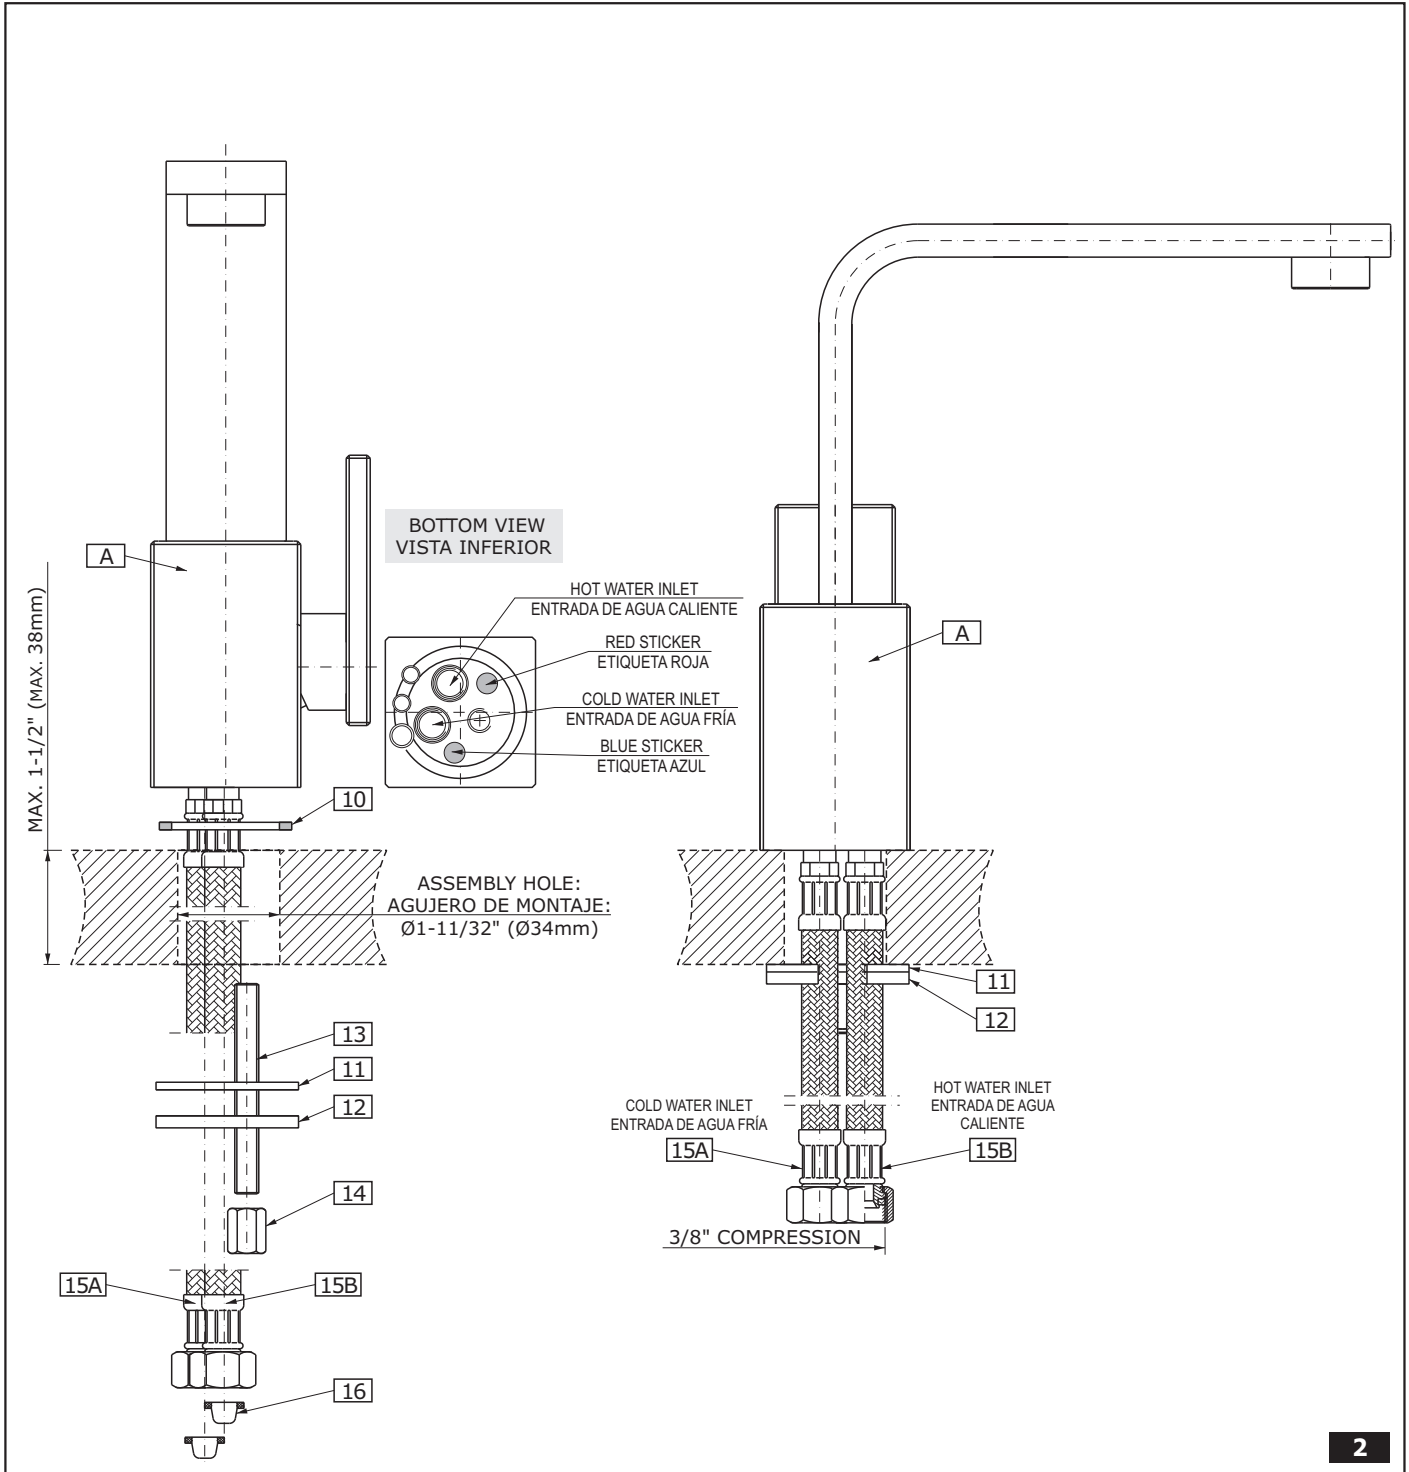 A
BOTTOM VIEW
VISTA INFERIOR
MAX. 1-1/2" (MAX. 38mm)
HOT WATER INLET
ENTRADA DE AGUA CALIENTE
RED STICKER
ETIQUETA ROJA
COLD WATER INLET
ENTRADA DE AGUA FRÍA
BLUE STICKER
ETIQUETA AZUL
A
10
ASSEMBLY HOLE:
AGUJERO DE MONTAJE:
Ø1-11/32" (Ø34mm)
11
12
13
11
12
14
15A
15B
16
COLD WATER INLET
ENTRADA DE AGUA FRÍA
15A
HOT WATER INLET
ENTRADA DE AGUA
CALIENTE
15B
3/8" COMPRESSION
2